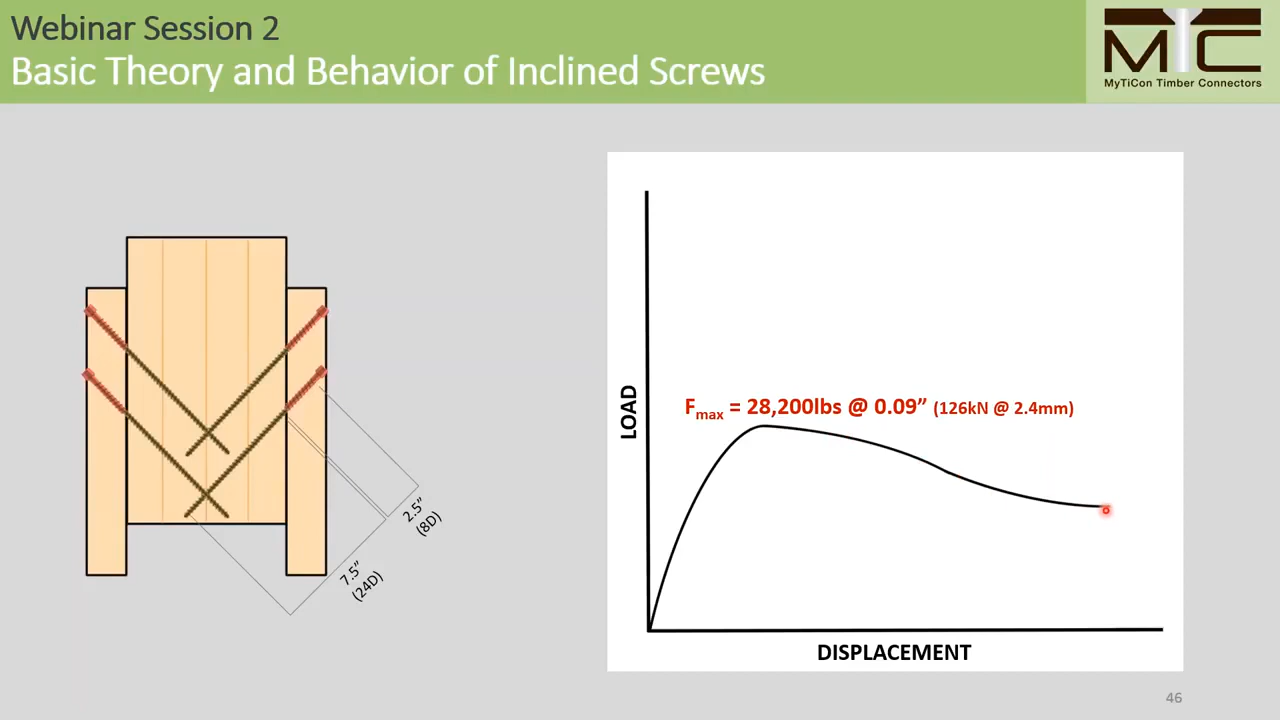 Webinar Session 2
Basic Theory and Behavior of Inclined Screws
MTC
MyTiCon Timber Connectors
2.5”
(8D)
7.5”
(24D)
LOAD
Fmax = 28,200lbs @ 0.09” (126kN @ 2.4mm)
DISPLACEMENT
46